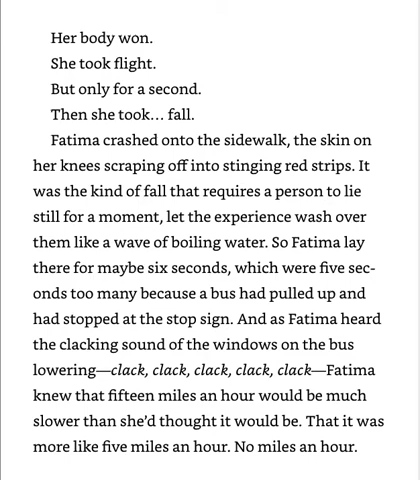 Her body won.
She took flight.
But only for a second.
Then she took… fall.
Fatima crashed onto the sidewalk, the skin on
her knees scraping off into stinging red strips. It
was the kind of fall that requires a person to lie
still for a moment, let the experience wash over
them like a wave of boiling water. So Fatima lay
there for maybe six seconds, which were five sec-
onds too many because a bus had pulled up and
had stopped at the stop sign. And as Fatima heard
the clacking sound of the windows on the bus
lowering—clack, clack, clack, clack, clack—Fatima
knew that fifteen miles an hour would be much
slower than she’d thought it would be. That it was
more like five miles an hour. No miles an hour.